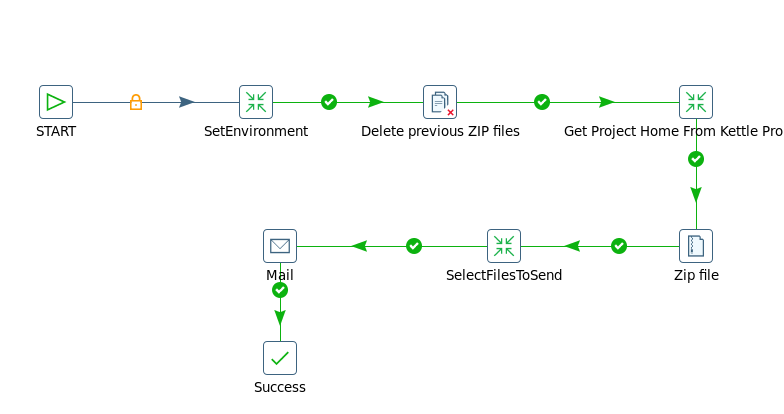 START
SetEnvironment
Delete previous ZIP files
Get Project Home From Kettle Pro
Mail
SelectFilesToSend
Zip file
Success